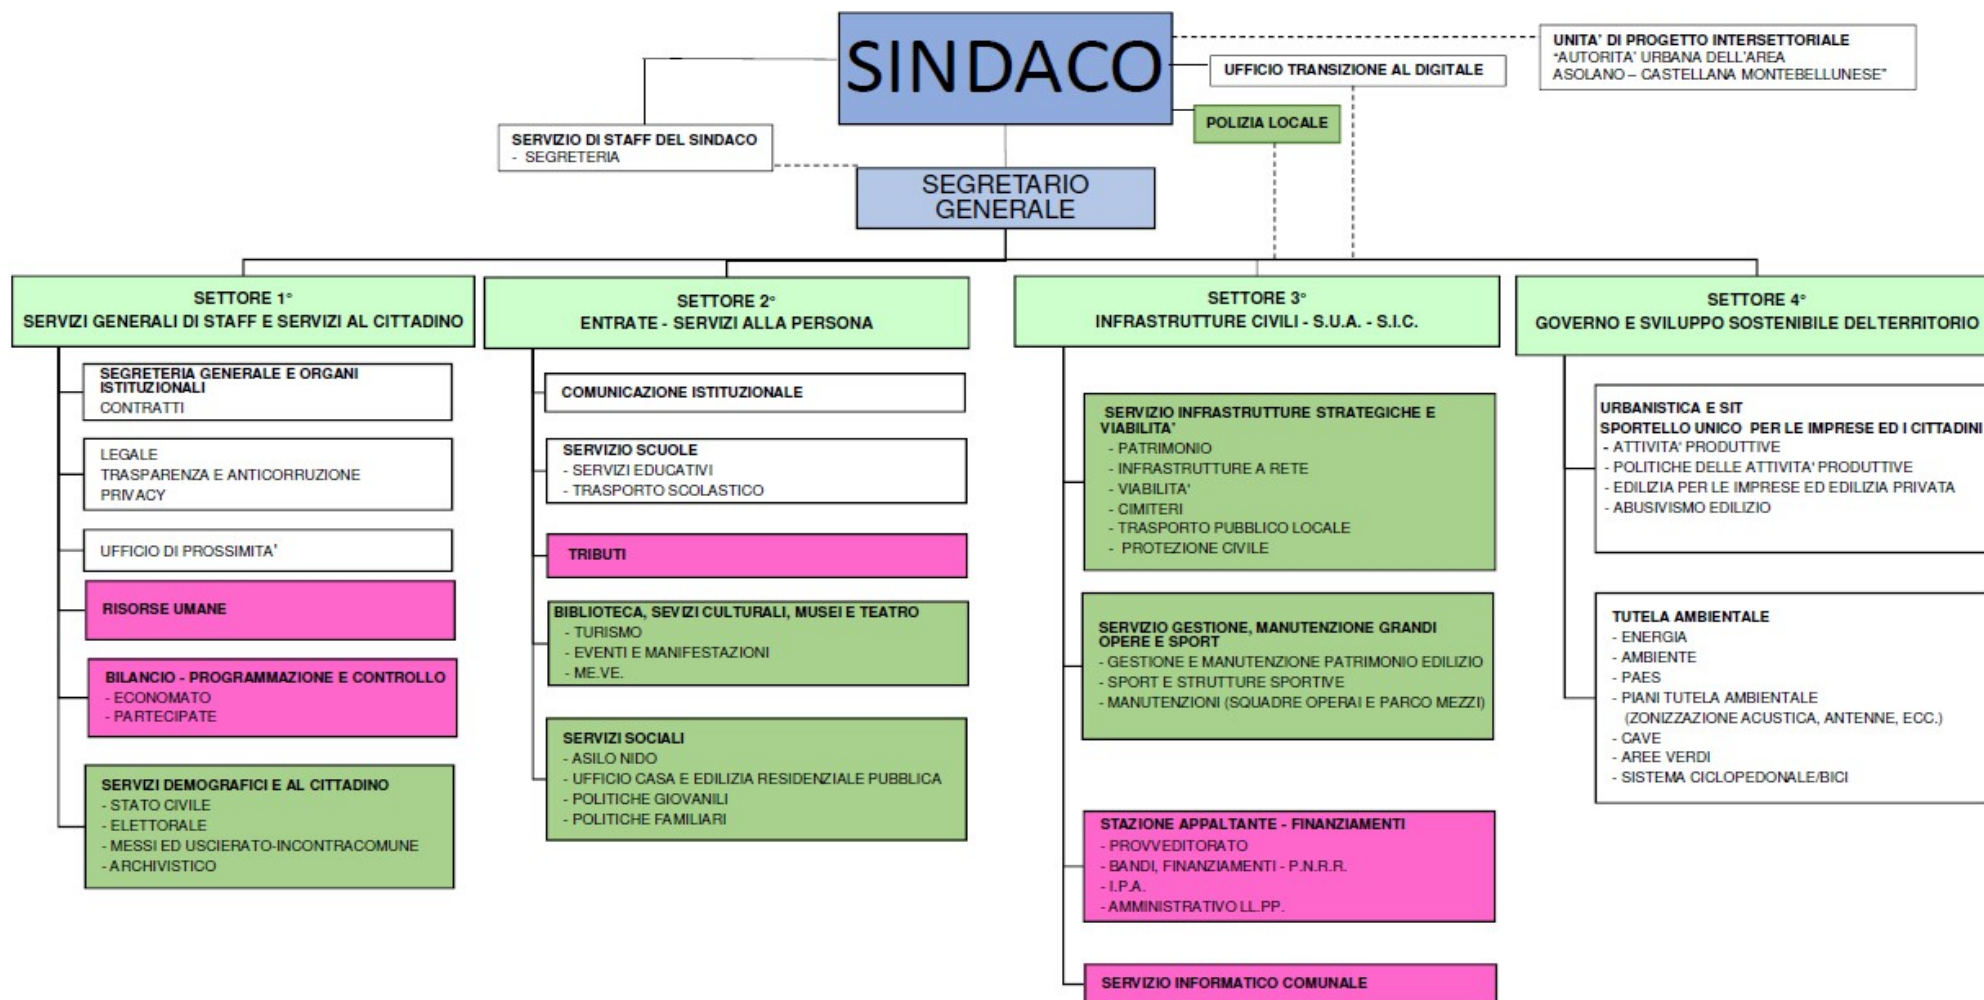 SINDACO
UNITA' DI PROGETTO INTERSETTORIALE
"AUTORITA' URBANA DELL'AREA
ASOLANO – CASTELLANA MONTEBELLUNESE"
UFFICIO TRANSIZIONE AL DIGITALE
POLIZIA LOCALE
SERVIZIO DI STAFF DEL SINDACO
- SEGRETERIA
SEGRETARIO
GENERALE
SETTORE 1°
SERVIZI GENERALI DI STAFF E SERVIZI AL CITTADINO
SEGRETERIA GENERALE E ORGANI
ISTITUZIONALI
CONTRATTI
LEGALE
TRASPARENZA E ANTICORRUZIONE
PRIVACY
UFFICIO DI PROSSIMITA'
RISORSE UMANE
BILANCIO - PROGRAMMAZIONE E CONTROLLO
- ECONOMATO
- PARTECIPATE
SERVIZI DEMOGRAFICI E AL CITTADINO
- STATO CIVILE
- ELETTORALE
- MESSI ED USCIERATO-INCONTRACOMUNE
- ARCHIVISTICO
SETTORE 2°
ENTRATE - SERVIZI ALLA PERSONA
COMUNICAZIONE ISTITUZIONALE
SERVIZIO SCUOLE
- SERVIZI EDUCATIVI
- TRASPORTO SCOLASTICO
TRIBUTI
BIBLIOTECA, SEVIZI CULTURALI, MUSEI E TEATRO
- TURISMO
- EVENTI E MANIFESTAZIONI
- ME.VE.
SERVIZI SOCIALI
- ASILO NIDO
- UFFICIO CASA E EDILIZIA RESIDENZIALE PUBBLICA
- POLITICHE GIOVANILI
- POLITICHE FAMILIARI
SETTORE 3°
INFRASTRUTTURE CIVILI - S.U.A. - S.I.C.
SERVIZIO INFRASTRUTTURE STRATEGICHE E
VIABILITA'
- PATRIMONIO
- INFRASTRUTTURE A RETE
- VIABILITA'
- CIMITERI
- TRASPORTO PUBBLICO LOCALE
- PROTEZIONE CIVILE
SERVIZIO GESTIONE, MANUTENZIONE GRANDI
OPERE E SPORT
- GESTIONE E MANUTENZIONE PATRIMONIO EDILIZIO
- SPORT E STRUTTURE SPORTIVE
- MANUTENZIONI (SQUADRE OPERAI E PARCO MEZZI)
STAZIONE APPALTANTE - FINANZIAMENTI
- PROVVEDITORATO
- BANDI, FINANZIAMENTI - P.N.R.R.
- I.P.A.
- AMMINISTRATIVO LL.PP.
SERVIZIO INFORMATICO COMUNALE
SETTORE 4°
GOVERNO E SVILUPPO SOSTENIBILE DELTERRITORIO
URBANISTICA E SIT
SPORTELLO UNICO PER LE IMPRESE ED I CITTADINI
- ATTIVITA' PRODUTTIVE
- POLITICHE DELLE ATTIVITA' PRODUTTIVE
- EDILIZIA PER LE IMPRESE ED EDILIZIA PRIVATA
- ABUSIVISMO EDILIZIO
TUTELA AMBIENTALE
- ENERGIA
- AMBIENTE
- PAES
- PIANI TUTELA AMBIENTALE
(ZONIZZAZIONE ACUSTICA, ANTENNE, ECC.)
- CAVE
- AREE VERDI
- SISTEMA CICLOPEDONALE/BICI